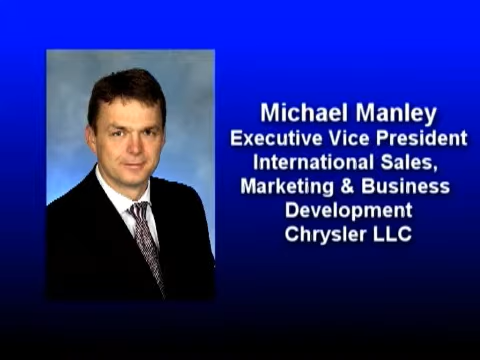 Michael Manley
Executive Vice President
International Sales,
Marketing & Business
Development
Chrysler LLC